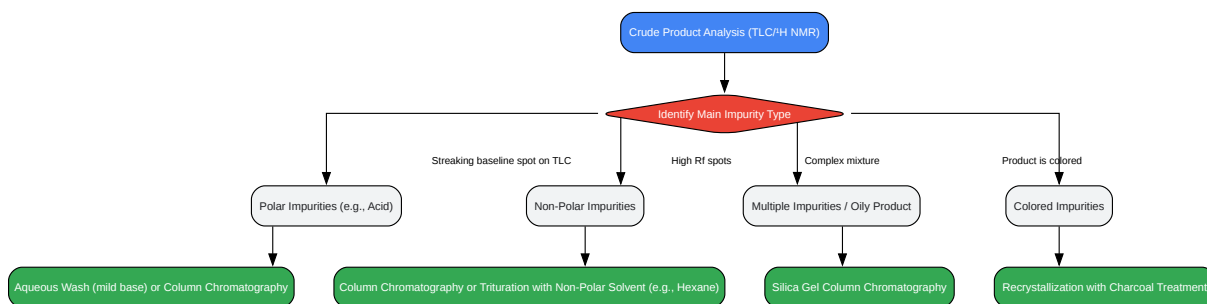 Crude Product Analysis (TLC/¹H NMR)
Identify Main Impurity Type
Streaking baseline spot on TLC
High Rf spots
Complex mixture
Product is colored
Polar Impurities (e.g., Acid)
Non-Polar Impurities
Multiple Impurities / Oily Product
Colored Impurities
Aqueous Wash (mild base) or Column Chromatography
Column Chromatography or Trituration with Non-Polar Solvent (e.g., Hexane)
Silica Gel Column Chromatography
Recrystallization with Charcoal Treatment